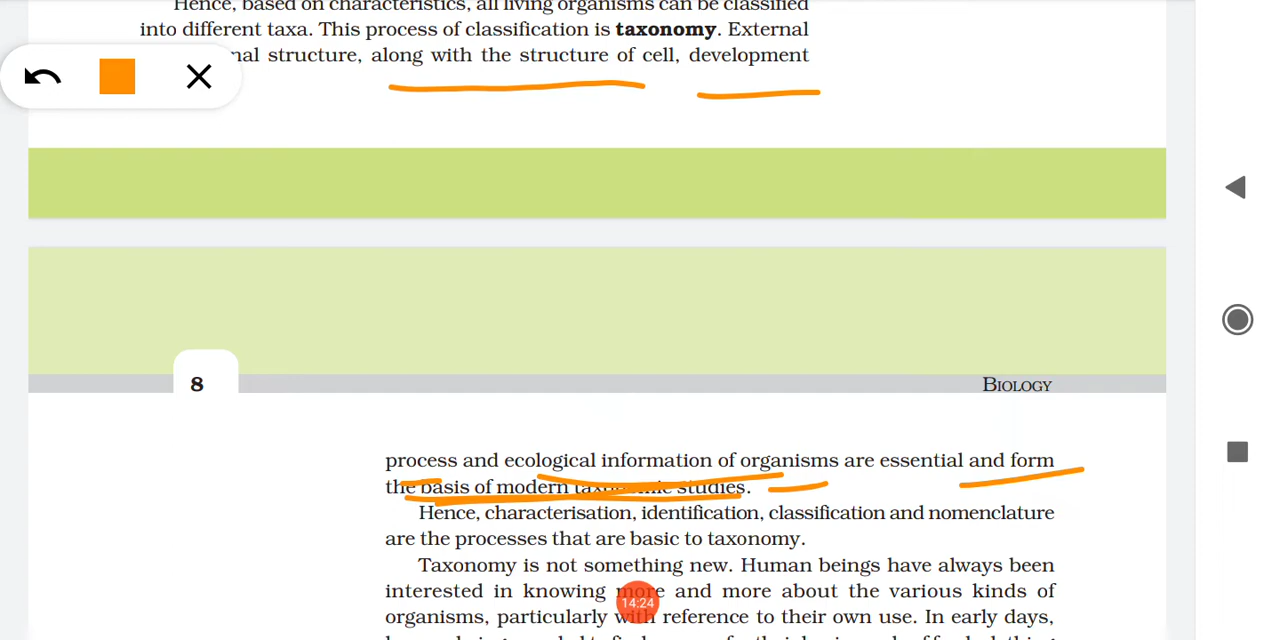 Hence, based on characteristics, all living organisms can be classified
into different taxa. This process of classification is taxonomy. External
structure, along with the structure of cell, development
8
BIOLOGY
process and ecological information of organisms are essential and form
the basis of modern taxonomic studies.
Hence, characterisation, identification, classification and nomenclature
are the processes that are basic to taxonomy.
Taxonomy is not something new. Human beings have always been
interested in knowing more and more about the various kinds of
14:24
organisms, particularly with reference to their own use. In early days,